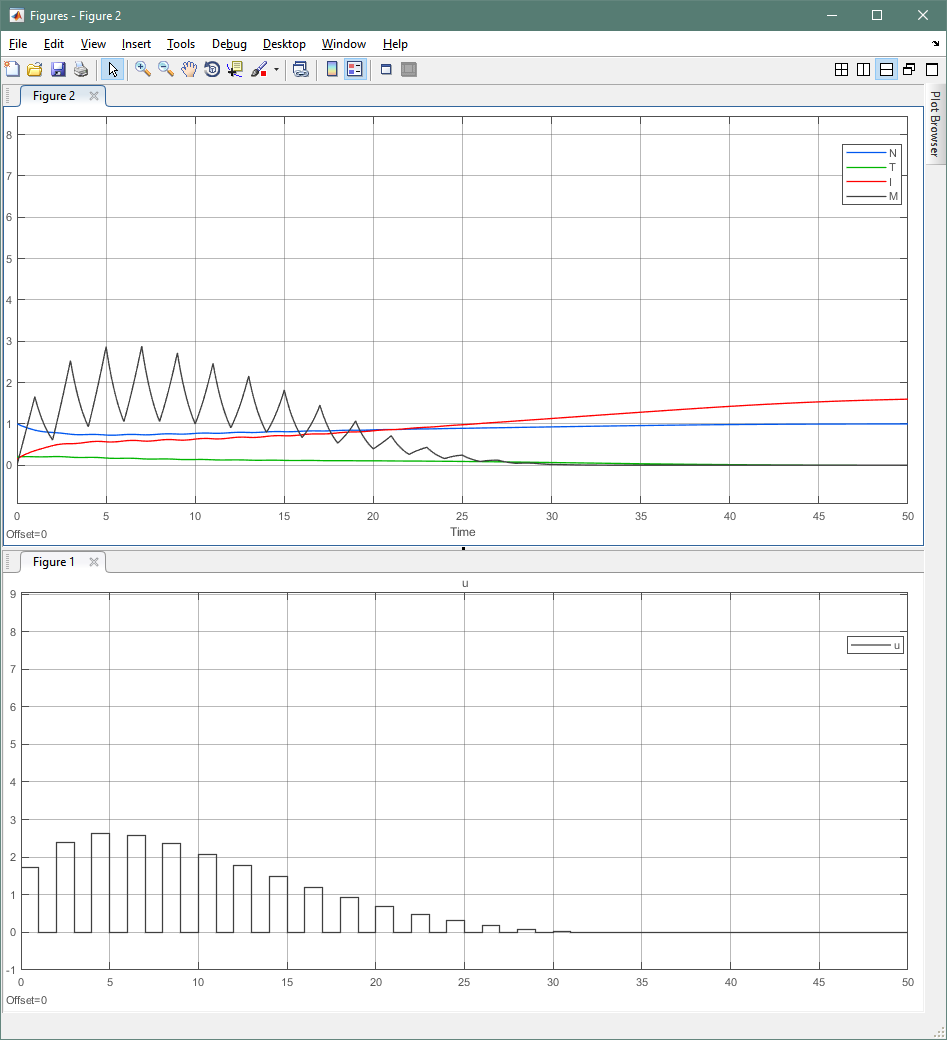 Figures - Figure 2
File Edit View Insert Tools Debug Desktop Window Help
Figure 2
Plot Browser
8
7
6
5
4
3
2
1
0
N
T
I
M
0 5 10 15 20 25 30 35 40 45 50
Time
Offset=0
Figure 1
u
9
8
7
6
5
4
3
2
1
0
-1
u
0 5 10 15 20 25 30 35 40 45 50
Offset=0